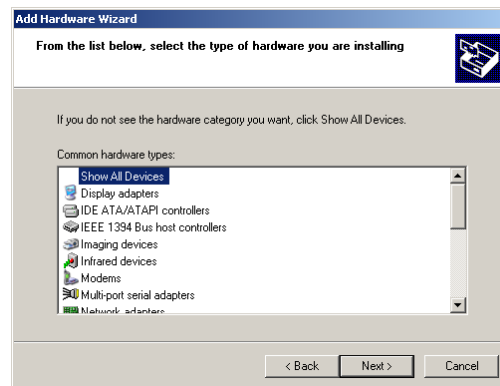 Add Hardware Wizard
From the list below, select the type of hardware you are installing
If you do not see the hardware category you want, click Show All Devices.
Common hardware types:
Show All Devices
Display adapters
IDE ATA/ATAPI controllers
IEEE 1394 Bus host controllers
Imaging devices
Infrared devices
Modems
Multi-port serial adapters
Network adapters
< Back
Next >
Cancel